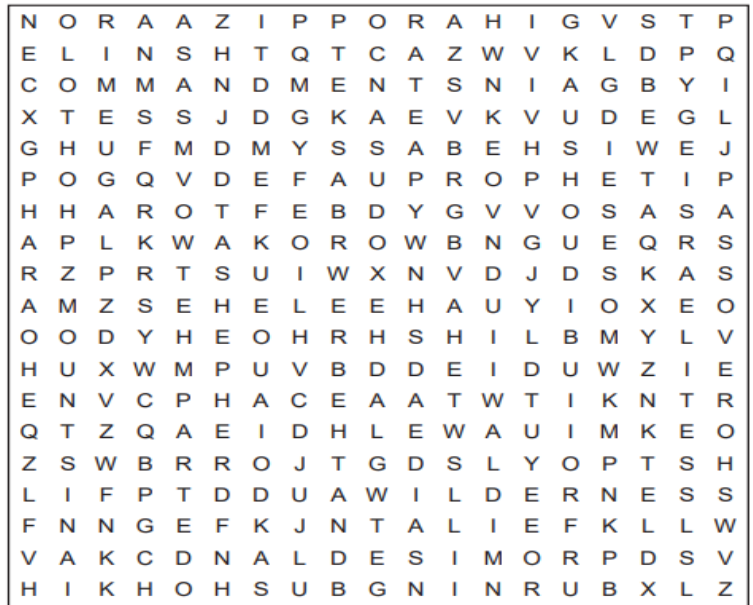 N O R A A Z I P P O R A H I G V S T P
E L I N S H T Q T C A Z W V K L D P Q
C O M M A N D M E N T S N I A G B Y I
X T E S S J D G K A E V K V U D E G L
G H U F M D M Y S S A B E H S I W E J
P O G Q V D E F A U P R O P H E T I P
H H A R O T F E B D Y G V V O S A S A
A P L K W A K O R O W B N G U E Q R S
R Z P R T S U I W X N V D J D S K A S
A M Z S E H E L E E H A U Y I O X E O
O O D Y H E O H R H S H I L B M Y L V
H U X W M P U V B D D E I D U W Z I E
E N V C P H A C E A A T W T I K N T R
Q T Z Q A E I D H L E W A U I M K E O
Z S W B R R O J T G D S L Y O P T S H
L I F P T D D U A W I L D E R N E S S
F N N G E F K J N T A L I E F K L L W
V A K C D N A L D E S I M O R P D S V
H I K H O H S U B G N I N R U B X L Z